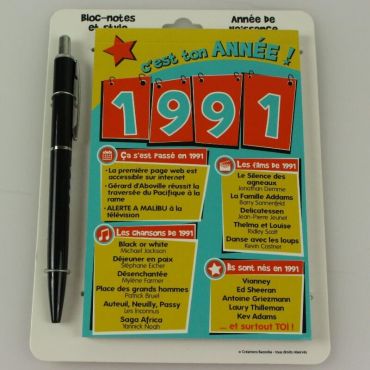 Bloc-notes
et stylo
Année de
Naissance
c'est ton ANNÉE !
1991
Ça s'est passé en 1991
• La première page web est
accessible sur internet
• Gérard d'Aboville réussit la
traversée du Pacifique à la
rame
• ALERTE A MALIBU à la
télévision
Les chansons de 1991
Black or white
Michael Jackson
Déjeuner en paix
Stéphane Eicher
Désenchantée
Mylène Farmer
Place des grands hommes
Patrick Bruel
Auteuil, Neuilly, Passy
Les Inconnus
Saga Africa
Yannick Noah
Les films de 1991
Le Silence des
agneaux
Jonathan Demme
La Famille Addams
Barry Sonnenfeld
Delicatessen
Jean-Pierre Jeunet
Thelma et Louise
Ridley Scott
Danse avec les loups
Kevin Costner
Ils sont nés en 1991
Vianney
Ed Sheeran
Antoine Griezmann
Laury Thilleman
Kev Adams
... et surtout TOI !
© Créations Bazouila - tous droits réservés